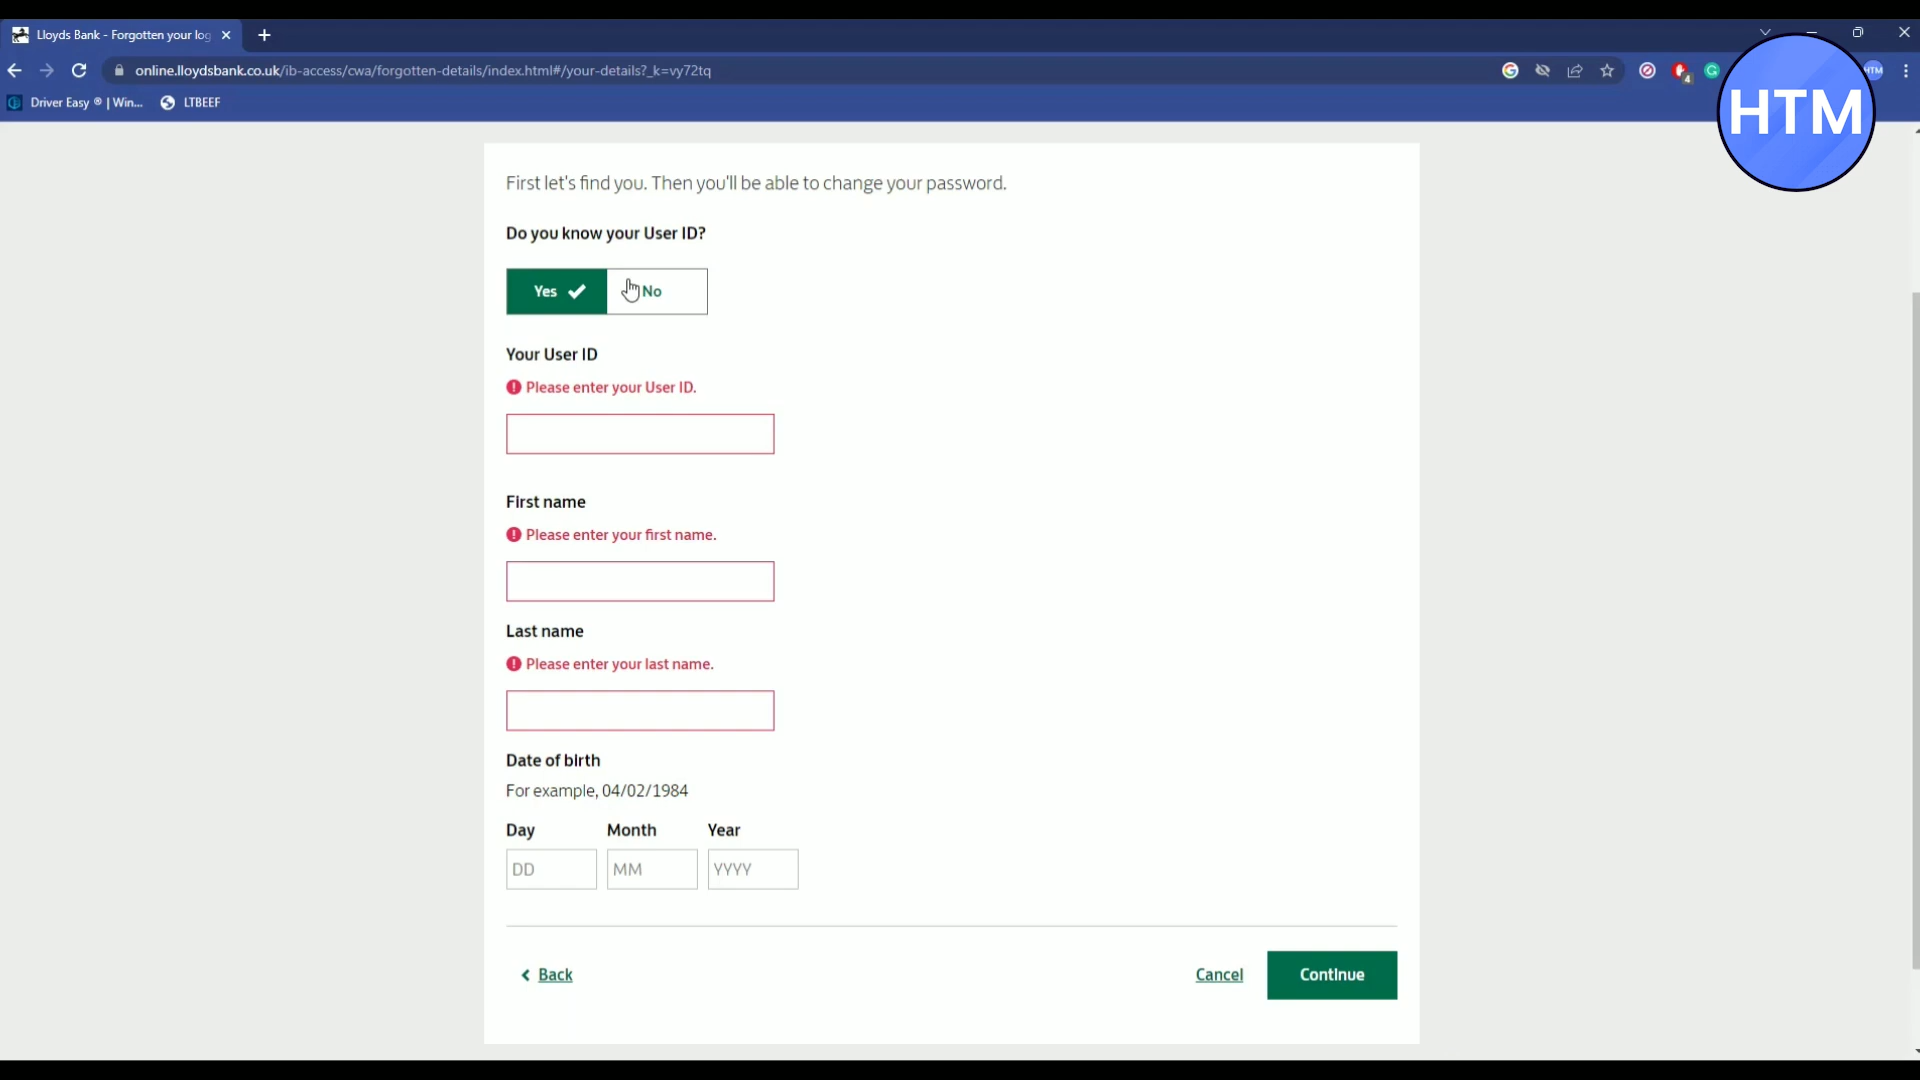 Lloyds Bank - Forgotten your log
online.lloydsbank.co.uk/ib-access/cwa/forgotten-details/index.html#/your-details?_k=vy72tq
4
HTM
Driver Easy ® | Win...
LTBEEF
HTM
First let's find you. Then you'll be able to change your password.
Do you know your User ID?
Yes
No
Your User ID
Please enter your User ID.
First name
Please enter your first name.
Last name
Please enter your last name.
Date of birth
For example, 04/02/1984
Day Month Year
DD MM YYYY
Back
Cancel
Continue